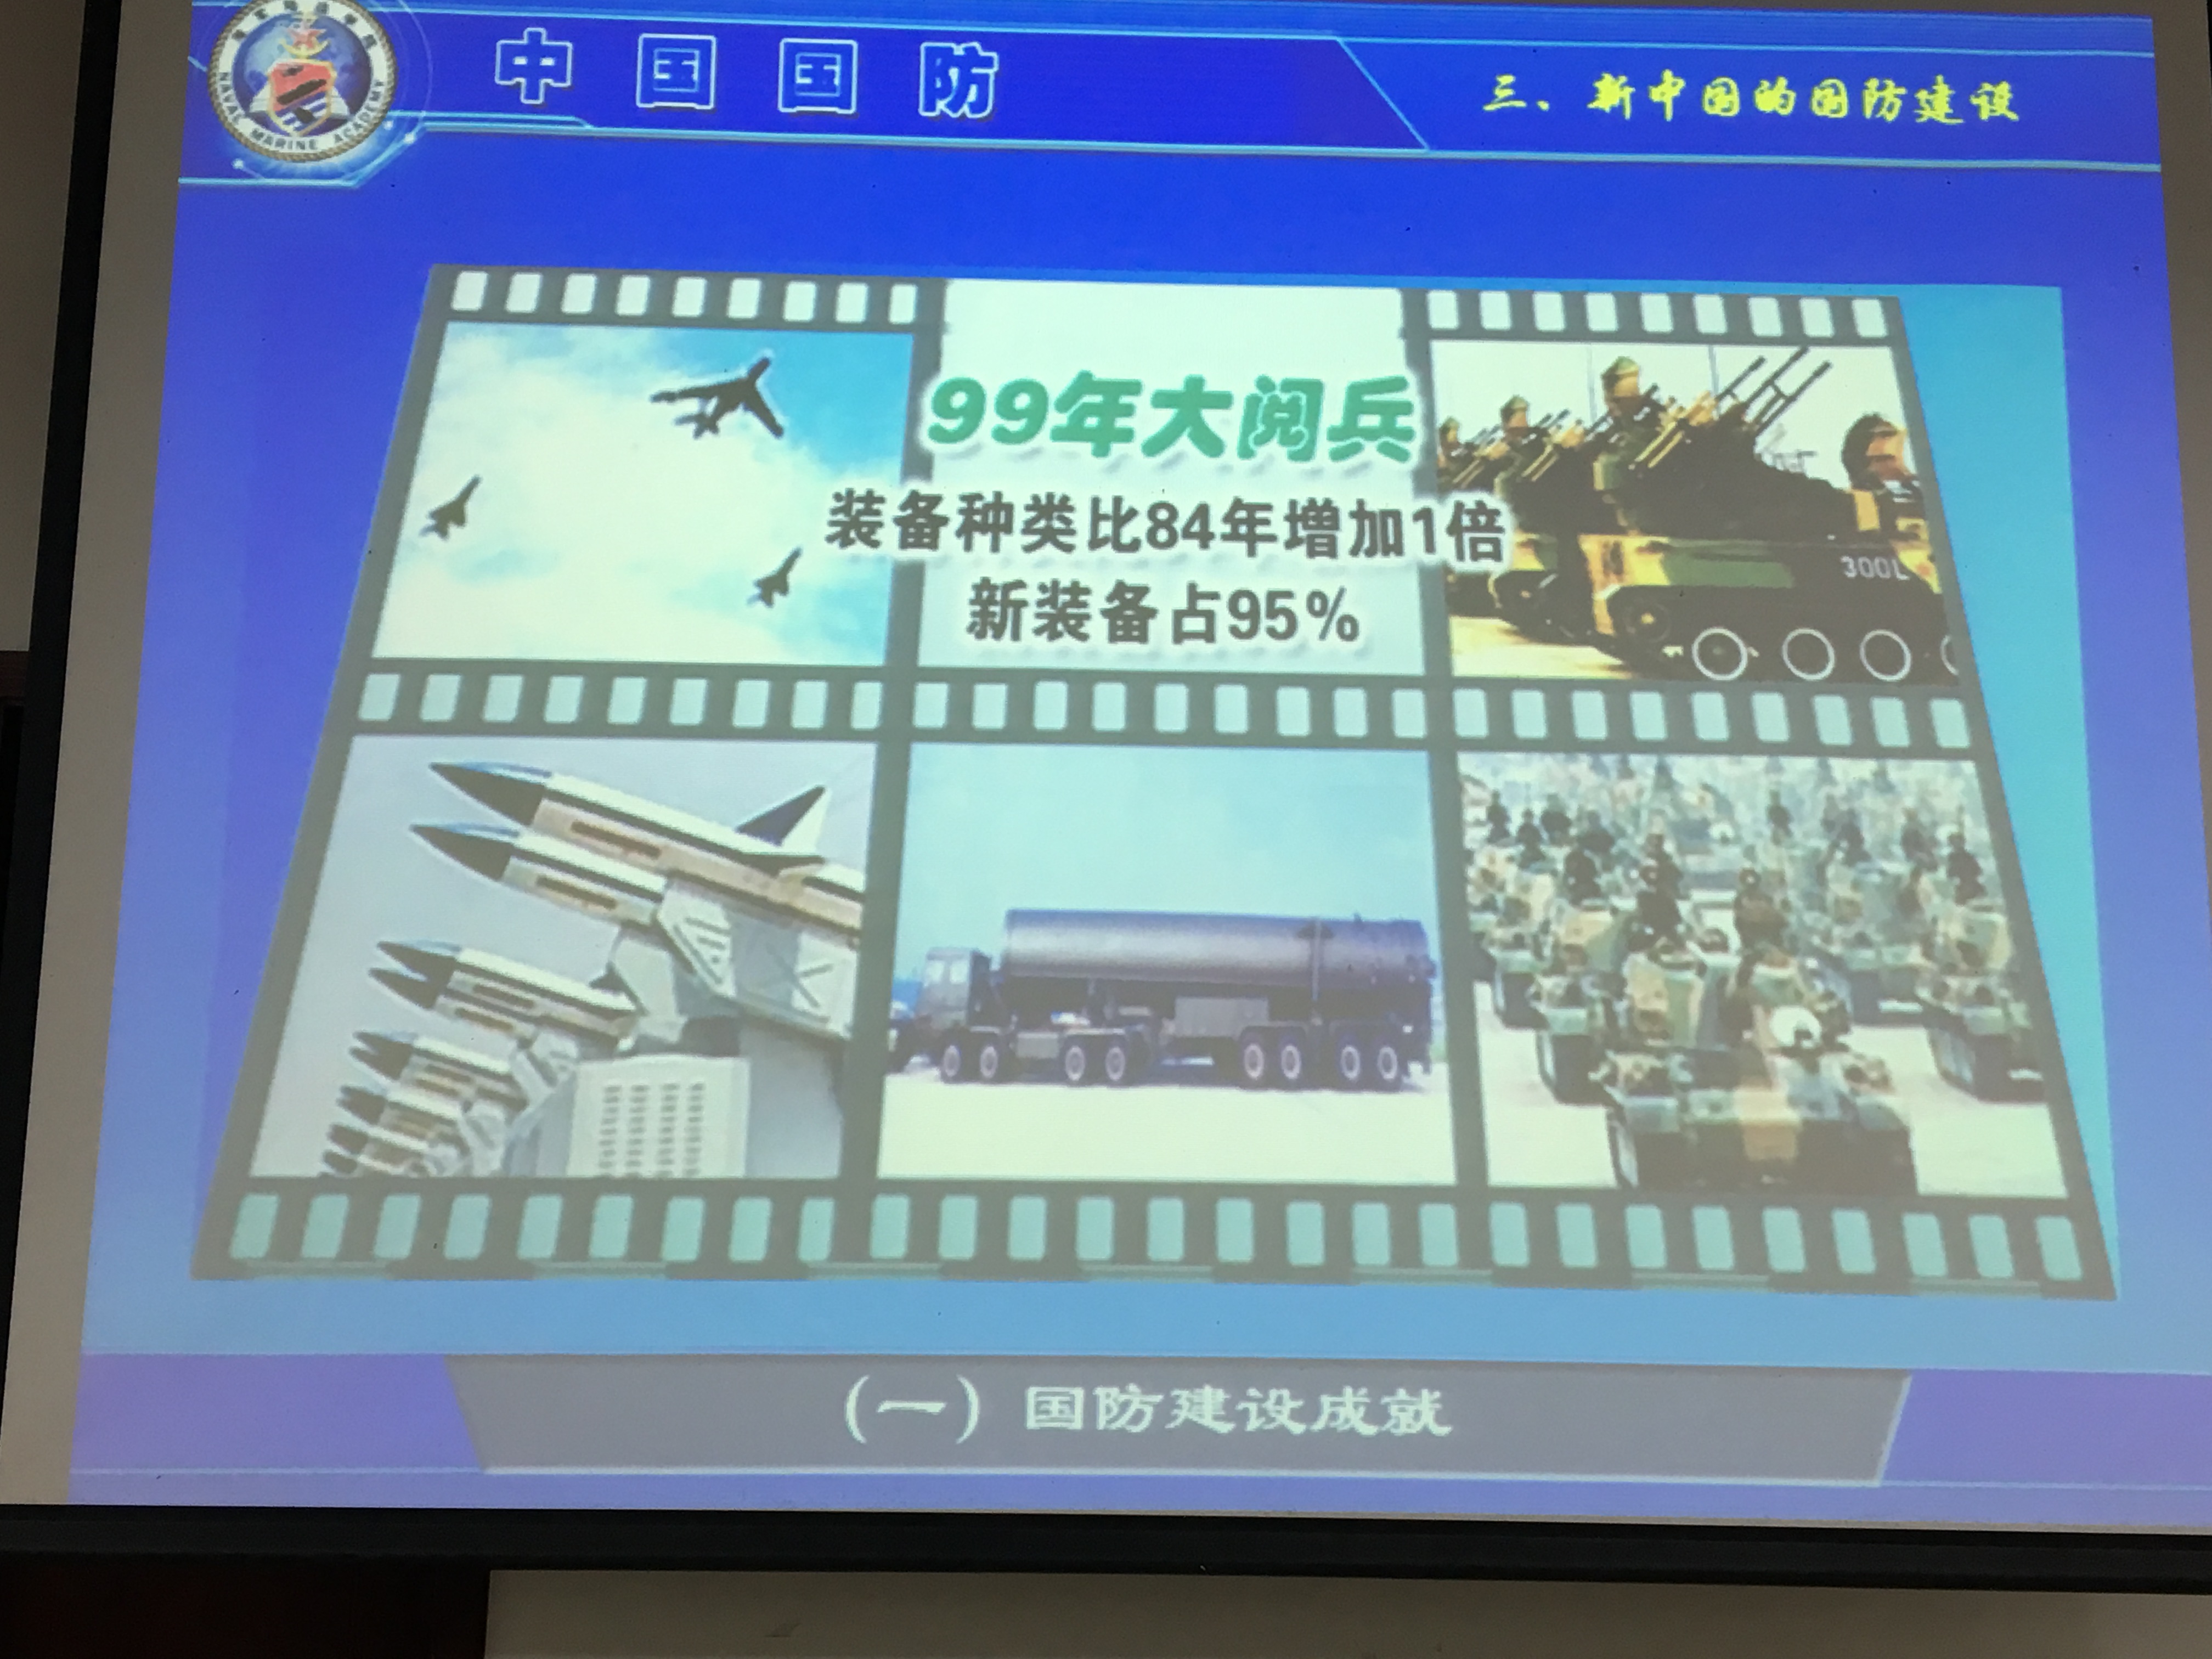 NAVAL MARINE ACADEMY
中国国防
三、新中国的国防建设
99年大阅兵
装备种类比84年增加1倍
新装备占95%
300L
(一) 国防建设成就